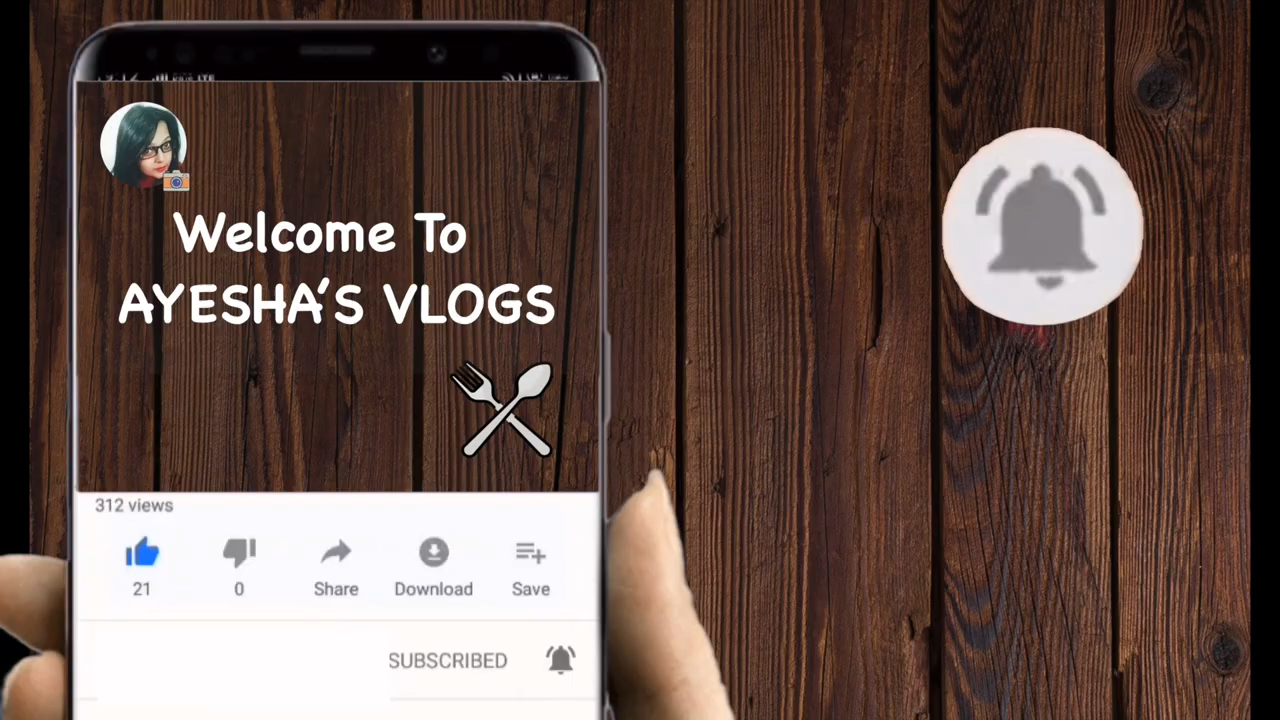 Welcome To
AYESHA'S VLOGS
312 views
21
0
Share
Download
Save
SUBSCRIBED